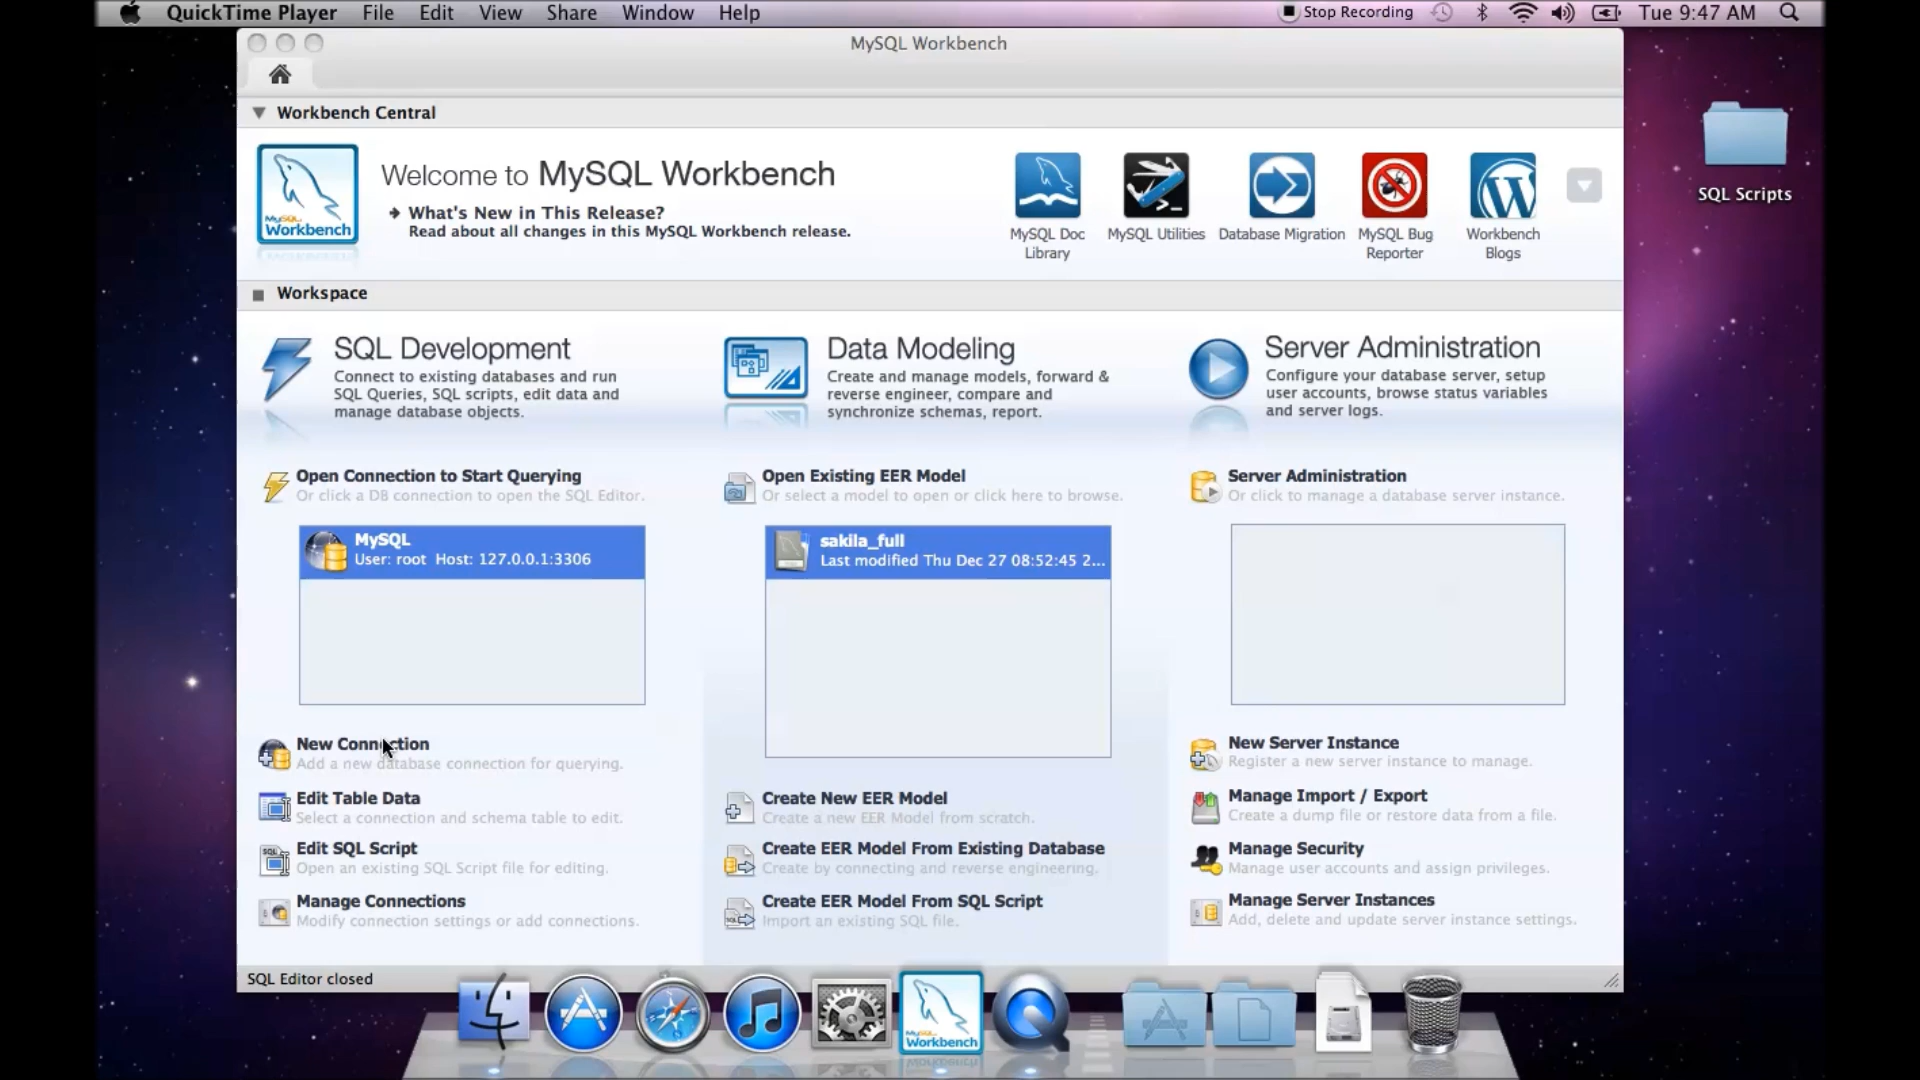 QuickTime Player File Edit View Share Window Help Stop Recording Tue 9:47 AM
MySQL Workbench
Workbench Central
Welcome to MySQL Workbench
What's New in This Release?
Read about all changes in this MySQL Workbench release.
MySQL
Workbench
MySQL Doc
Library
MySQL Utilities
Database Migration
MySQL Bug
Reporter
Workbench
Blogs
SQL Scripts
Workspace
SQL Development
Connect to existing databases and run
SQL Queries, SQL scripts, edit data and
manage database objects.
Open Connection to Start Querying
Or click a DB connection to open the SQL Editor.
MySQL
User: root Host: 127.0.0.1:3306
New Connection
Add a new database connection for querying.
Edit Table Data
Select a connection and schema table to edit.
Edit SQL Script
Open an existing SQL Script file for editing.
Manage Connections
Modify connection settings or add connections.
Data Modeling
Create and manage models, forward &
reverse engineer, compare and
synchronize schemas, report.
Open Existing EER Model
Or select a model to open or click here to browse.
sakila_full
Last modified Thu Dec 27 08:52:45 2...
Create New EER Model
Create a new EER Model from scratch.
Create EER Model From Existing Database
Create by connecting and reverse engineering.
Create EER Model From SQL Script
Import an existing SQL file.
Server Administration
Configure your database server, setup
user accounts, browse status variables
and server logs.
Server Administration
Or click to manage a database server instance.
New Server Instance
Register a new server instance to manage.
Manage Import / Export
Create a dump file or restore data from a file.
Manage Security
Manage user accounts and assign privileges.
Manage Server Instances
Add, delete and update server instance settings.
SQL Editor closed
MySQL
Workbench